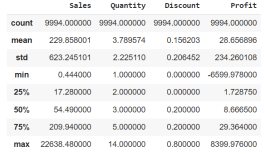 Sales Quantity Discount Profit
count 9994.000000 9994.000000 9994.000000 9994.000000
mean 229.858001 3.789574 0.156203 28.656896
std 623.245101 2.225110 0.206452 234.260108
min 0.444000 1.000000 0.000000 -6599.978000
25% 17.280000 2.000000 0.000000 1.728750
50% 54.490000 3.000000 0.200000 8.666500
75% 209.940000 5.000000 0.200000 29.364000
max 22638.480000 14.000000 0.800000 8399.976000